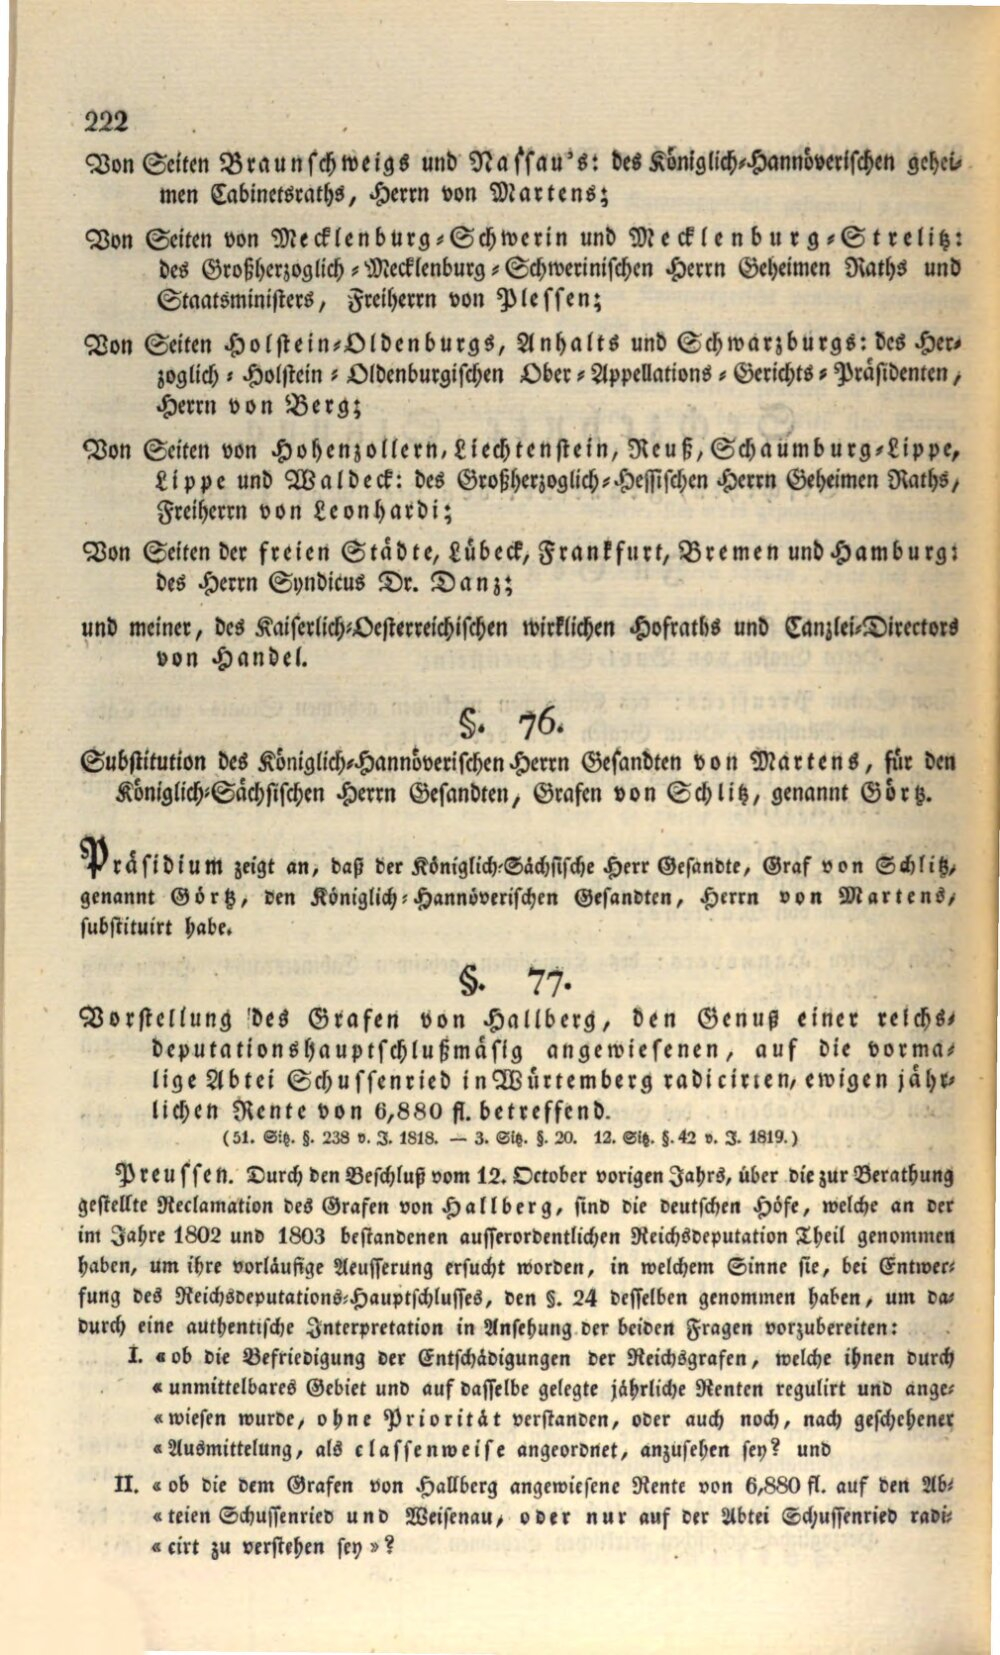 222
Von Seiten Braunschweigs und Nassau's: des Königlich-Hannöverischen gehei-
men Cabinetsraths, Herrn von Martens;
Von Seiten von Mecklenburg-Schwerin und Mecklenburg-Strelitz:
des Großherzoglich-Mecklenburg-Schwerinischen Herrn Geheimen Raths und
Staatsministers, Freiherrn von Plessen;
Von Seiten Holstein-Oldenburgs, Anhalts und Schwarzburgs: des Her-
zoglich-Holstein-Oldenburgischen Ober-Appellations-Gerichts-Präsidenten,
Herrn von Berg;
Von Seiten von Hohenzollern, Liechtenstein, Reuß, Schaumburg-Lippe,
Lippe und Waldeck: des Großherzoglich-Hessischen Herrn Geheimen Raths,
Freiherrn von Leonhardi;
Von Seiten der freien Städte, Lübeck, Frankfurt, Bremen und Hamburg:
des Herrn Syndicus Dr. Danz;
und meiner, des Kaiserlich-Oesterreichischen wirklichen Hofraths und Canzlei-Directors
von Handel.
§. 76.
Substitution des Königlich-Hannöverischen Herrn Gesandten von Martens, für den
Königlich-Sächsischen Herrn Gesandten, Grafen von Schlitz, genannt Görtz.
Präsidium zeigt an, daß der Königlich-Sächsische Herr Gesandte, Graf von Schlitz,
genannt Görtz, den Königlich-Hannöverischen Gesandten, Herrn von Martens,
substituirt habe.
§. 77.
Vorstellung des Grafen von Hallberg, den Genuß einer reichs-
deputationshauptschlußmäsig angewiesenen, auf die vorma-
lige Abtei Schussenried in Würtemberg radicirten, ewigen jähr-
lichen Rente von 6,880 fl. betreffend.
(51. Sitz. §. 238 v. J. 1818. — 3. Sitz. §. 20. 12. Sitz. §. 42 v. J. 1819.)
Preussen. Durch den Beschluß vom 12. October vorigen Jahrs, über die zur Berathung
gestellte Reclamation des Grafen von Hallberg, sind die deutschen Höfe, welche an der
im Jahre 1802 und 1803 bestandenen ausserordentlichen Reichsdeputation Theil genommen
haben, um ihre vorläufige Aeusserung ersucht worden, in welchem Sinne sie, bei Entwer-
fung des Reichsdeputations-Hauptschlusses, den §. 24 desselben genommen haben, um da-
durch eine authentische Interpretation in Ansehung der beiden Fragen vorzubereiten:
I. «ob die Befriedigung der Entschädigungen der Reichsgrafen, welche ihnen durch
«unmittelbares Gebiet und auf dasselbe gelegte jährliche Renten regulirt und ange-
«wiesen wurde, ohne Priorität verstanden, oder auch noch, nach geschehener
«Ausmittelung, als classenweise angeordnet, anzusehen sey? und
II. «ob die dem Grafen von Hallberg angewiesene Rente von 6,880 fl. auf den Ab-
«teien Schussenried und Weisenau, oder nur auf der Abtei Schussenried radi-
«cirt zu verstehen sey»?